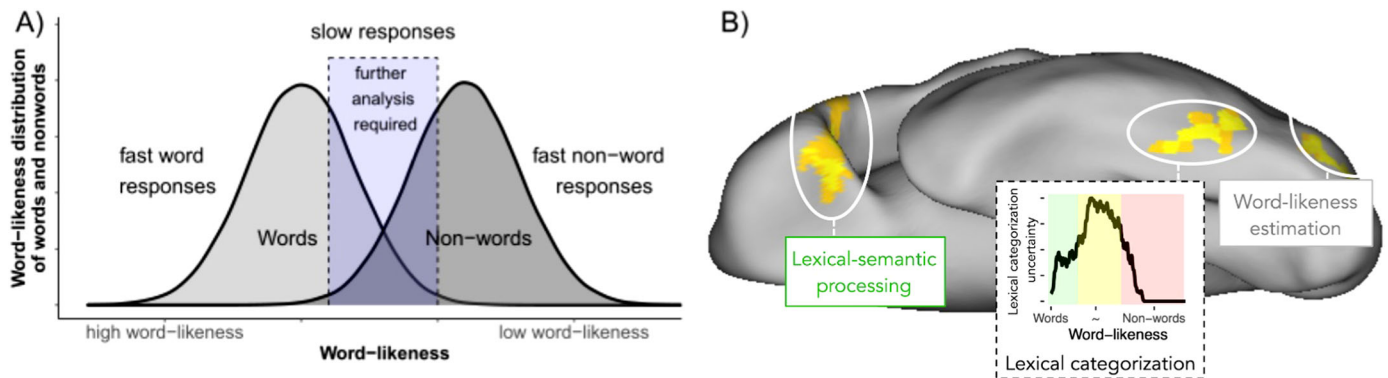 A)
Word-likeness distribution
of words and nonwords
slow responses
further
analysis
required
fast word
responses
fast non-word
responses
Words
Non-words
high word-likeness
low word-likeness
Word-likeness
B)
Lexical-semantic
processing
Word-likeness
estimation
Lexical categorization
uncertainty
Words
~
Non-words
Word-likeness
Lexical categorization